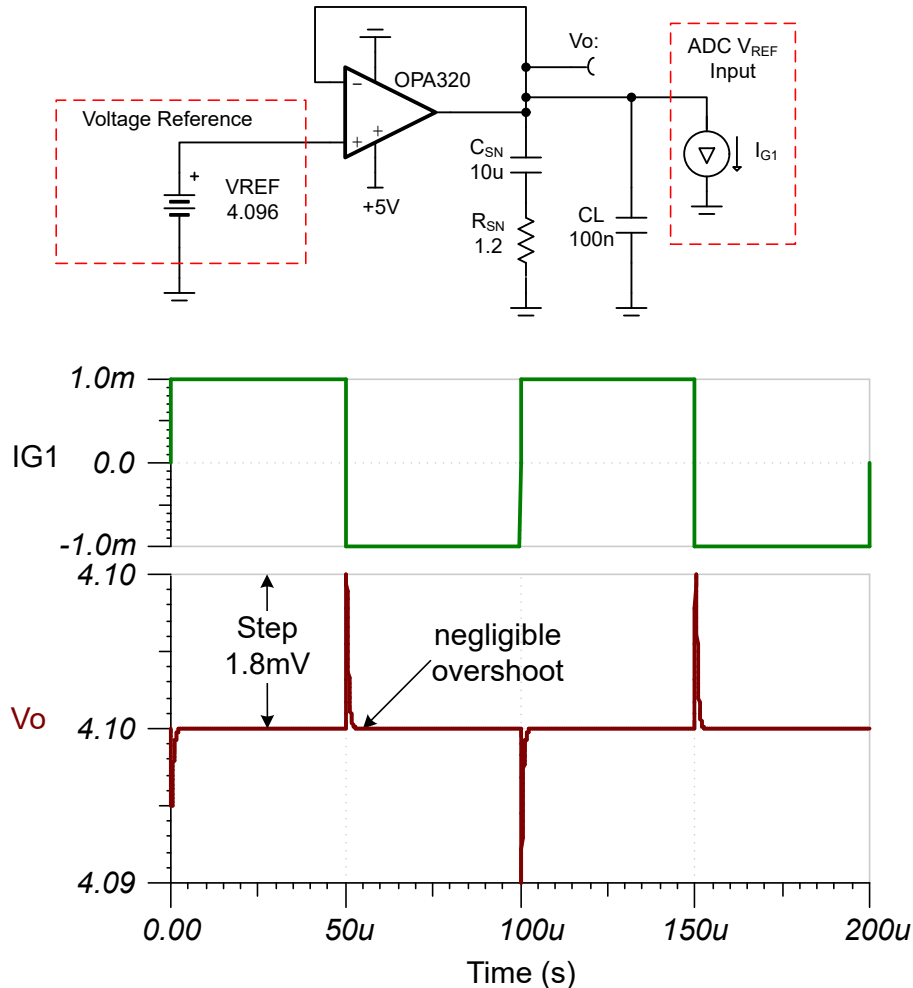 Vo:
ADC VREF
Input
OPA320
Voltage Reference
−
+
+
+
VREF
4.096
+5V
CSN
10u
RSN
1.2
CL
100n
IG1
1.0m
IG1
0.0
-1.0m
4.10
Step
1.8mV
negligible
overshoot
Vo
4.10
4.09
0.00
50u
100u
150u
200u
Time (s)